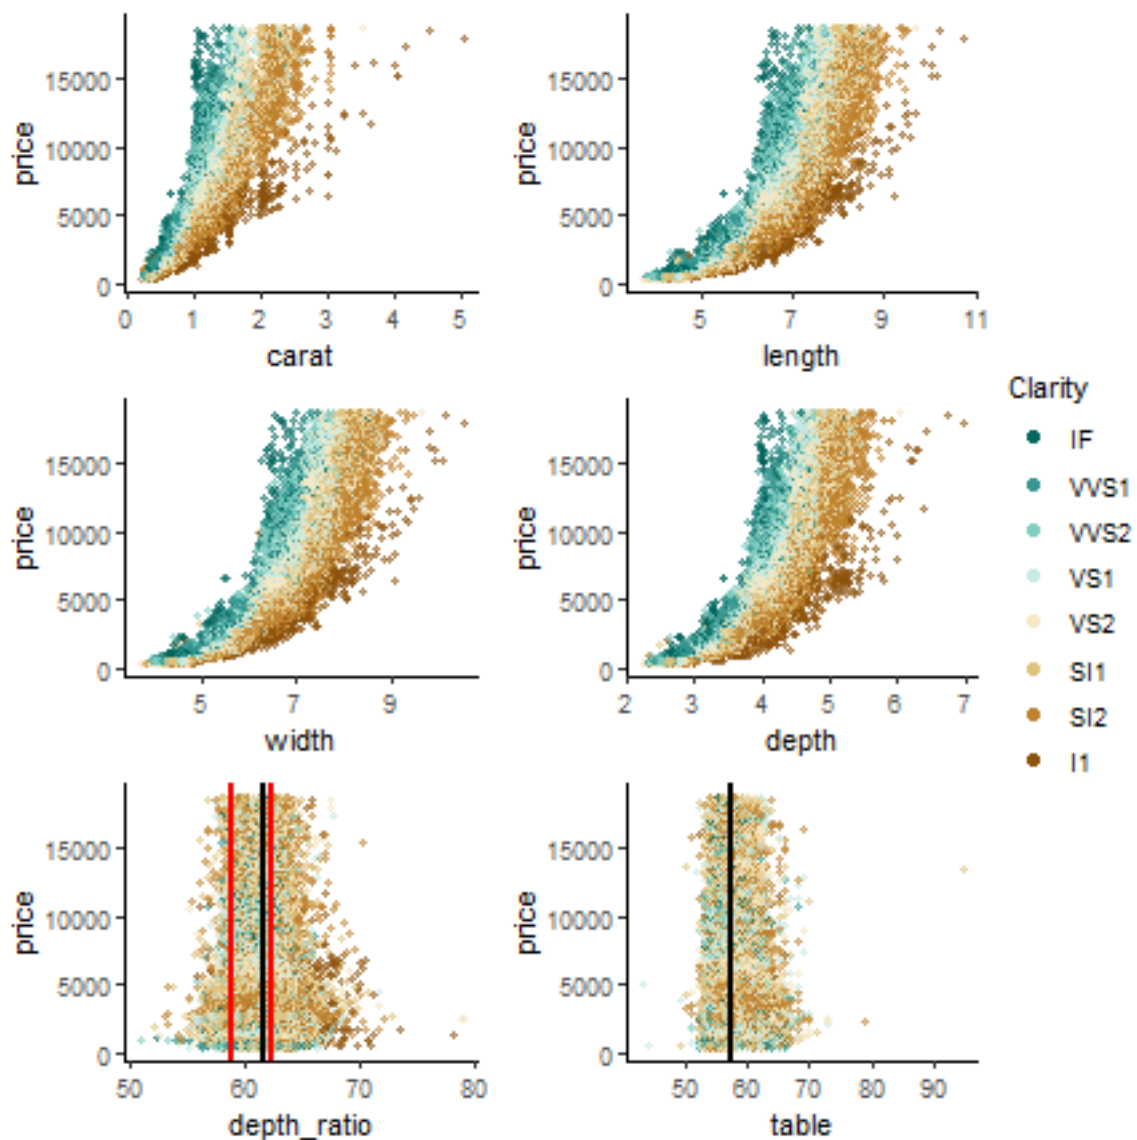 price
15000
10000
5000
0
0 1 2 3 4 5
carat
price
15000
10000
5000
0
5 7 9 11
length
price
15000
10000
5000
0
5 7 9
width
price
15000
10000
5000
0
2 3 4 5 6 7
depth
Clarity
IF
VVS1
VVS2
VS1
VS2
SI1
SI2
I1
price
15000
10000
5000
0
50 60 70 80
depth_ratio
price
15000
10000
5000
0
50 60 70 80 90
table